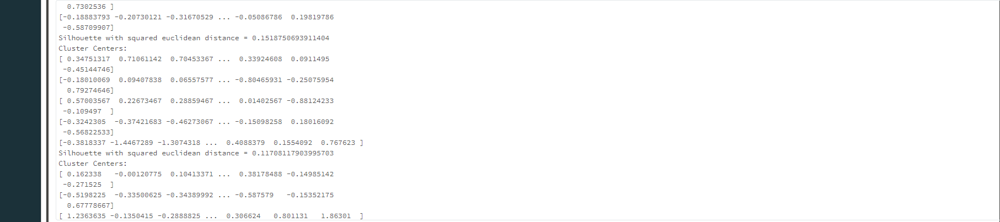 0.7302536 ]
[-0.18883793 -0.20730121 -0.31670529 ... -0.05086786  0.19819786
-0.58709907]
Silhouette with squared euclidean distance = 0.1518750693911404
Cluster Centers:
[ 0.34751317  0.71061142  0.70453367 ...  0.33924608  0.0911495
-0.45144746]
[-0.18010069  0.09407838  0.06557577 ... -0.80465931 -0.25075954
0.79274646]
[ 0.57003567  0.22673467  0.28859467 ...  0.01402567 -0.88124233
-0.109497  ]
[-0.3242305  -0.37421683 -0.46273067 ... -0.15098258  0.18016092
-0.56822533]
[-0.3818337 -1.4467289 -1.3074318 ...  0.4088379  0.1554092  0.767623 ]
Silhouette with squared euclidean distance = 0.11708117903995703
Cluster Centers:
[ 0.162338   -0.00120775  0.10413371 ...  0.38178488 -0.14985142
-0.271525  ]
[-0.5198225  -0.33500625 -0.34389992 ... -0.587579   -0.15352175
0.67778667]
[ 1.2363635 -0.1350415 -0.2888825 ...  0.306624   0.801131   1.86301  ]